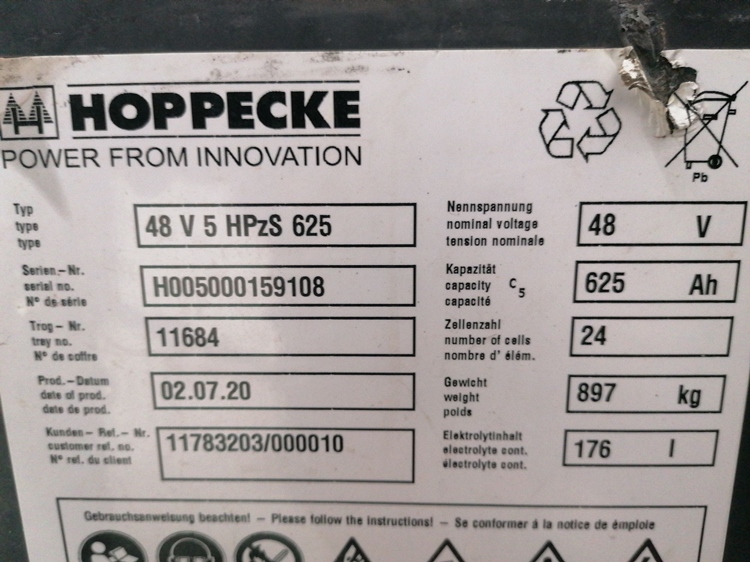 HOPPECKE
POWER FROM INNOVATION
Pb
Typ
type
type
48 V 5 HPzS 625
Nennspannung
nominal voltage
tension nominale
48 V
Serien.-Nr.
serial no.
N° de série
H005000159108
Kapazität
capacity C5
capacité
625 Ah
Trog- Nr.
tray no.
N° de coffre
11684
Zellenzahl
number of cells
nombre d' élém.
24
Prod.-Datum
date of prod.
date de prod.
02.07.20
Gewicht
weight
poids
897 kg
Kunden- Ref.- Nr.
customer ref. no.
N° ref. du client
11783203/000010
Elektrolytinhalt
electrolyte cont.
électrolyte cont.
176 l
Gebrauchsanweisung beachten! – Please follow the instructions! – Se conformer à la notice de émploie